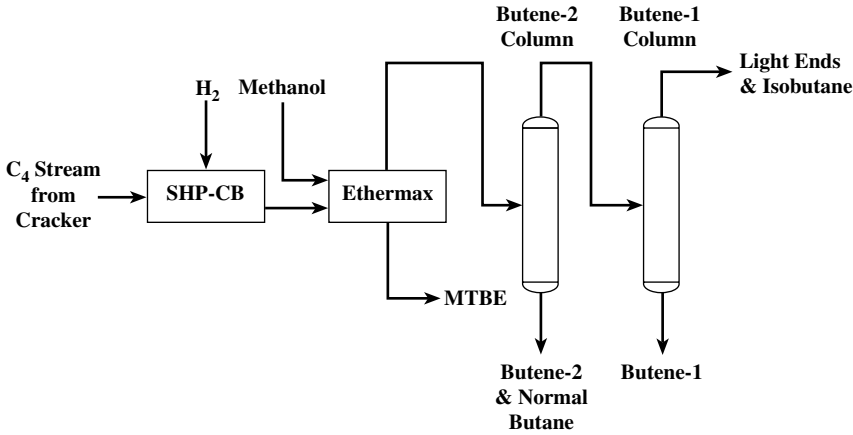 Butene-2
Column
Butene-1
Column
Light Ends
& Isobutane
H₂
Methanol
C₄ Stream
from
Cracker
SHP-CB
Ethermax
MTBE
Butene-2
& Normal
Butane
Butene-1